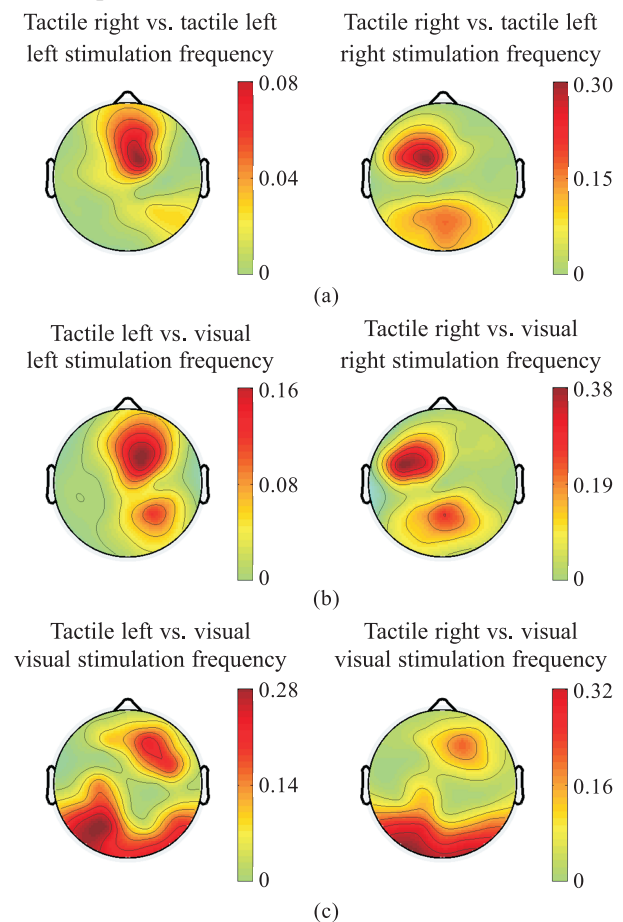 Tactile right vs. tactile left
left stimulation frequency
0.08
0.04
0
Tactile right vs. tactile left
right stimulation frequency
0.30
0.15
0
(a)
Tactile left vs. visual
left stimulation frequency
0.16
0.08
0
Tactile right vs. visual
right stimulation frequency
0.38
0.19
0
(b)
Tactile left vs. visual
visual stimulation frequency
0.28
0.14
0
Tactile right vs. visual
visual stimulation frequency
0.32
0.16
0
(c)